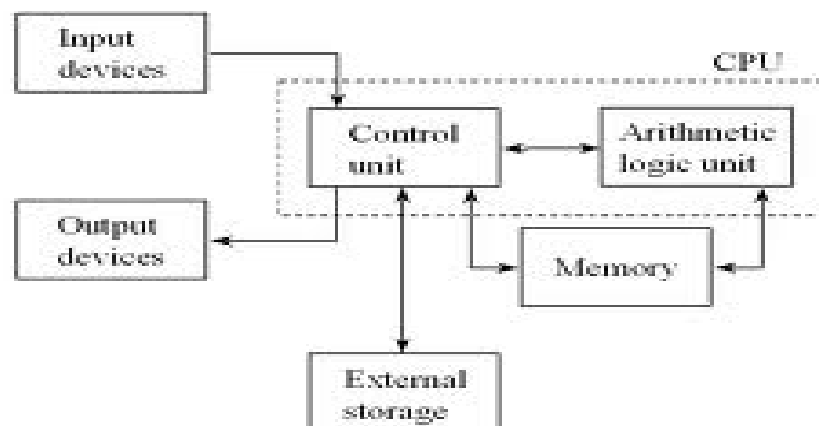 Input
devices
CPU
Control
unit
Arithmetic
logic unit
Output
devices
Memory
External
storage